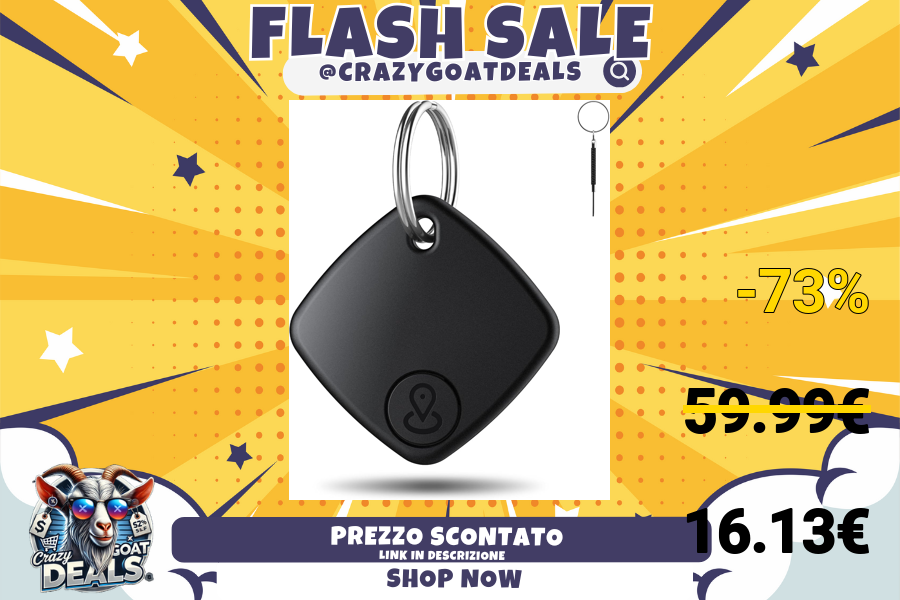 FLASH SALE
@CRAZYGOATDEALS
-73%
59.99€
16.13€
PREZZO SCONTATO
LINK IN DESCRIZIONE
SHOP NOW
Crazy
GOAT
DEALS
$